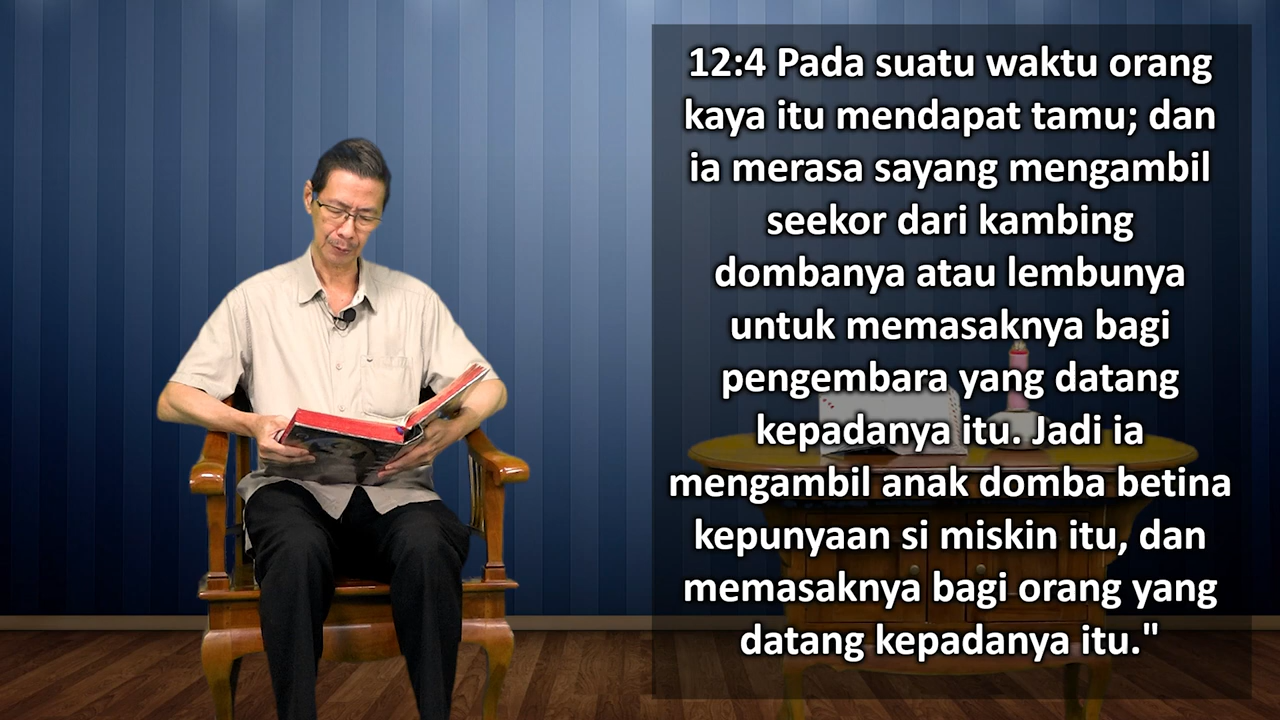 12:4 Pada suatu waktu orang
kaya itu mendapat tamu; dan
ia merasa sayang mengambil
seekor dari kambing
dombanya atau lembunya
untuk memasaknya bagi
pengembara yang datang
kepadanya itu. Jadi ia
mengambil anak domba betina
kepunyaan si miskin itu, dan
memasaknya bagi orang yang
datang kepadanya itu."